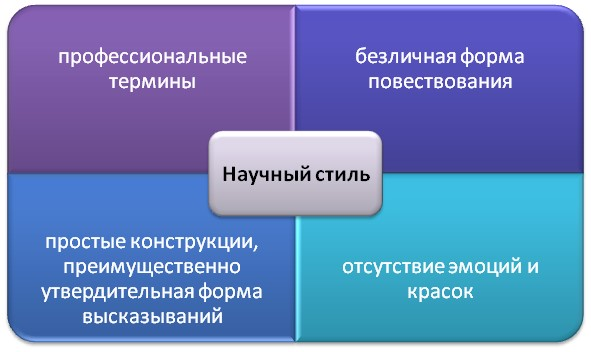 профессиональные
термины
безличная форма
повествования
Научный стиль
простые конструкции,
преимущественно
утвердительная форма
высказываний
отсутствие эмоций и
красок